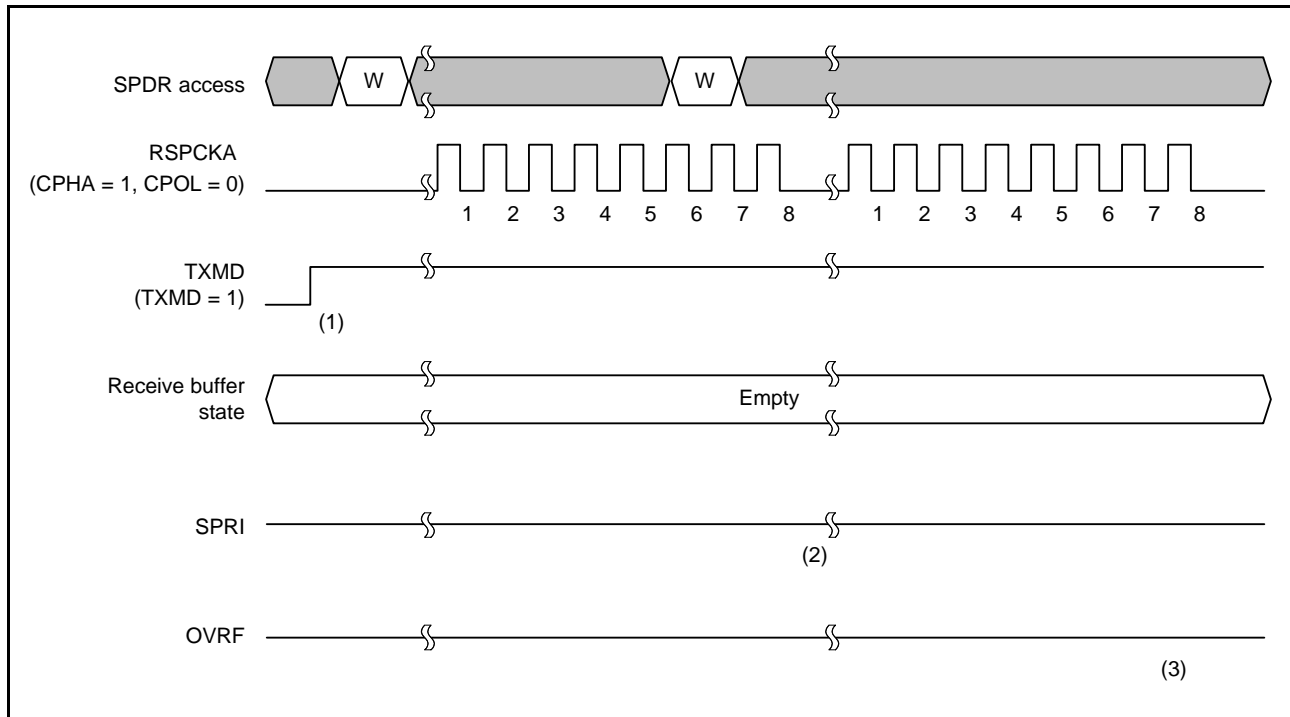 SPDR access
W
W
RSPCKA
(CPHA = 1, CPOL = 0)
1 2 3 4 5 6 7 8
1 2 3 4 5 6 7 8
TXMD
(TXMD = 1)
(1)
Receive buffer
state
Empty
SPRI
(2)
OVRF
(3)